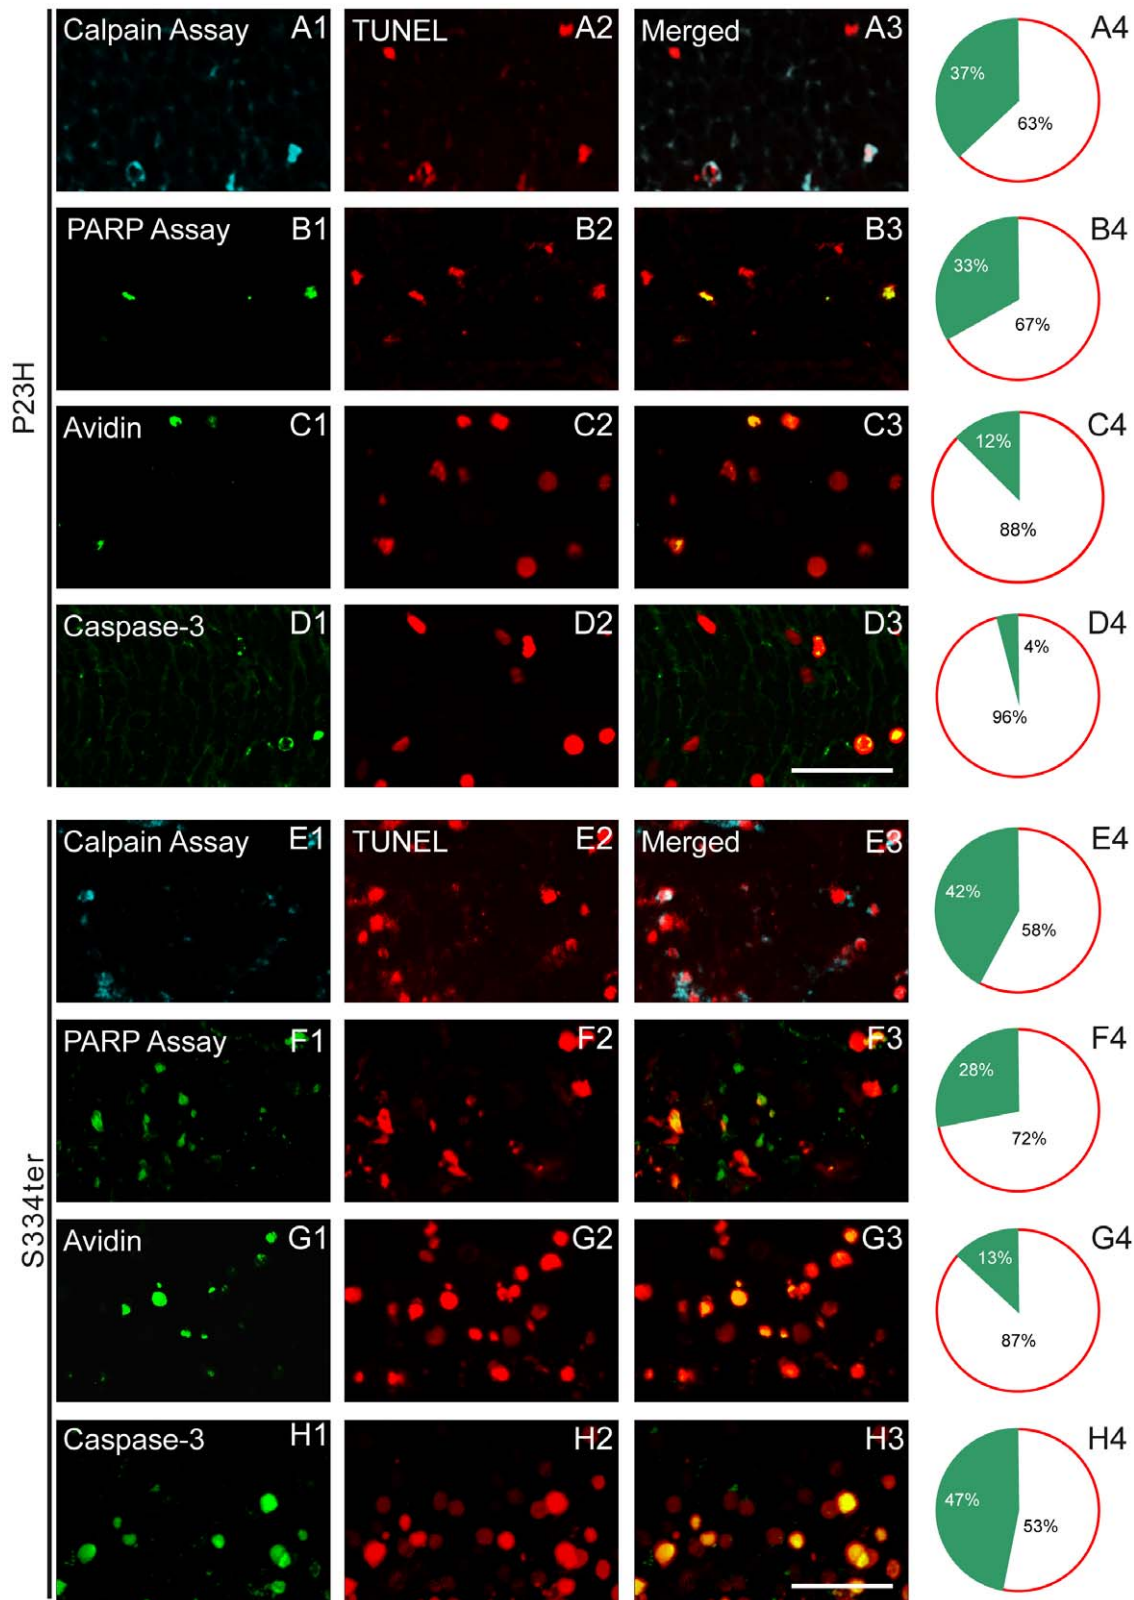 Calpain Assay A1 TUNEL A2 Merged A3 A4
37%
63%
PARP Assay B1 B2 B3 B4
33%
67%
Avidin C1 C2 C3 C4
12%
88%
Caspase-3 D1 D2 D3 D4
4%
96%
P23H
Calpain Assay E1 TUNEL E2 Merged E3 E4
42%
58%
PARP Assay F1 F2 F3 F4
28%
72%
Avidin G1 G2 G3 G4
13%
87%
Caspase-3 H1 H2 H3 H4
47%
53%
S334ter